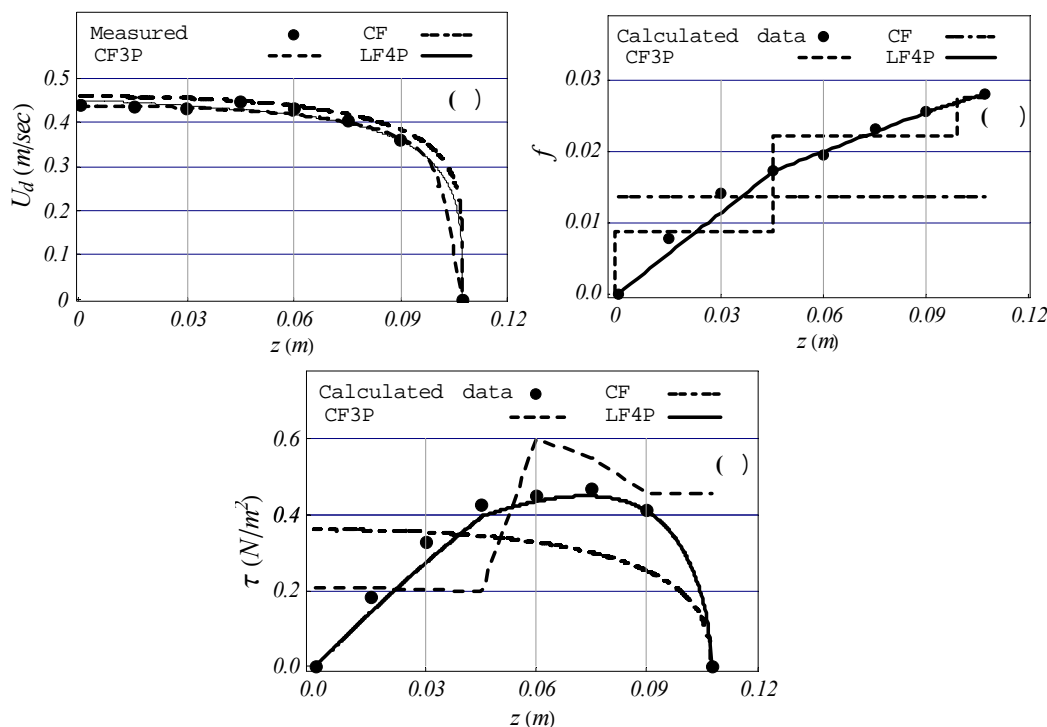 Measured CF
CF3P LF4P
( )
0.5
0.4
0.3
0.2
0.1
0
U_d (m/sec)
0 0.03 0.06 0.09 0.12
z (m)
Calculated data CF
CF3P LF4P
( )
0.03
0.02
0.01
0.0
f
0 0.03 0.06 0.09 0.12
z (m)
Calculated data CF
CF3P LF4P
( )
0.6
0.4
0.2
0.0
τ (N/m²)
0.0 0.03 0.06 0.09 0.12
z (m)